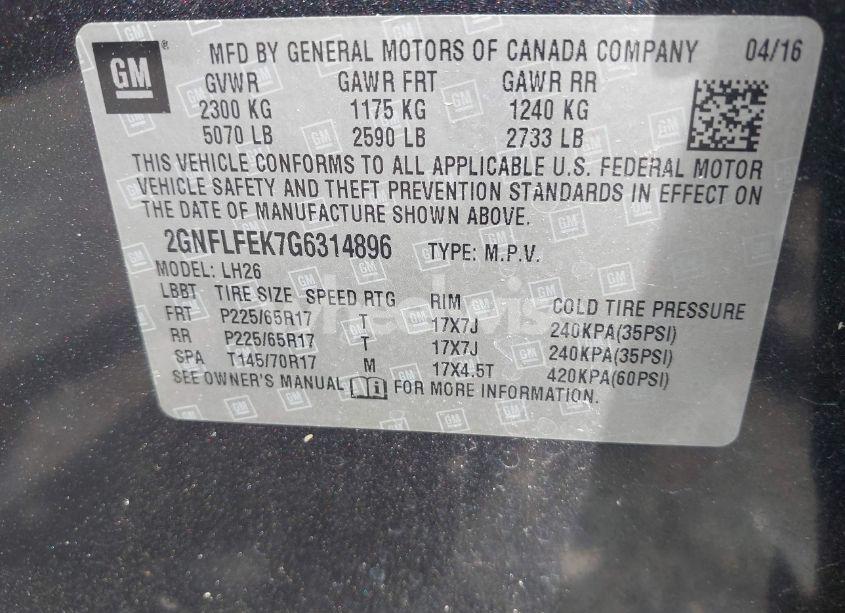 GM ® MFD BY GENERAL MOTORS OF CANADA COMPANY 04/16
GVWR GAWR FRT GAWR RR
2300 KG 1175 KG 1240 KG
5070 LB 2590 LB 2733 LB
THIS VEHICLE CONFORMS TO ALL APPLICABLE U.S. FEDERAL MOTOR
VEHICLE SAFETY AND THEFT PREVENTION STANDARDS IN EFFECT ON
THE DATE OF MANUFACTURE SHOWN ABOVE.
2GNFLFEK7G6314896 TYPE: M.P.V.
MODEL: LH26
LBBT TIRE SIZE SPEED RTG RIM COLD TIRE PRESSURE
FRT P225/65R17 T 17X7J 240KPA(35PSI)
RR P225/65R17 T 17X7J 240KPA(35PSI)
SPA T145/70R17 M 17X4.5T 420KPA(60PSI)
SEE OWNER'S MANUAL FOR MORE INFORMATION.